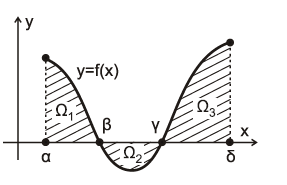 y
y=f(x)
Ω₁ Ω₂ Ω₃
β γ x
α δ